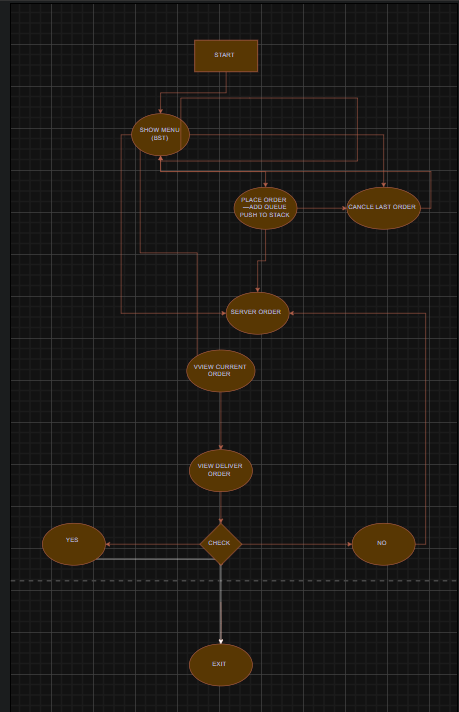 START
SHOW MENU
(BST)
PLACE ORDER
—ADD QUEUE
PUSH TO STACK
CANCLE LAST ORDER
SERVER ORDER
VVIEW CURRENT
ORDER
VIEW DELIVER
ORDER
YES
CHECK
NO
EXIT